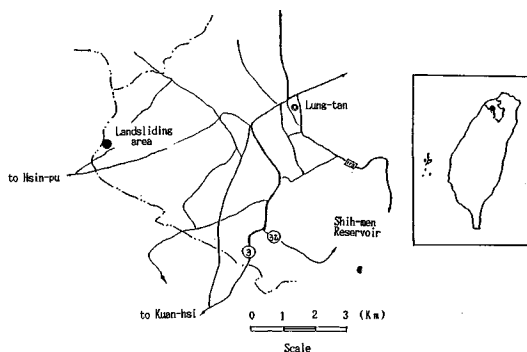 Lung-tan
Landsliding
area
to Hsin-pu
Shih-men
Reservoir
3
to Kuan-hsi
0 1 2 3 (Km)
Scale